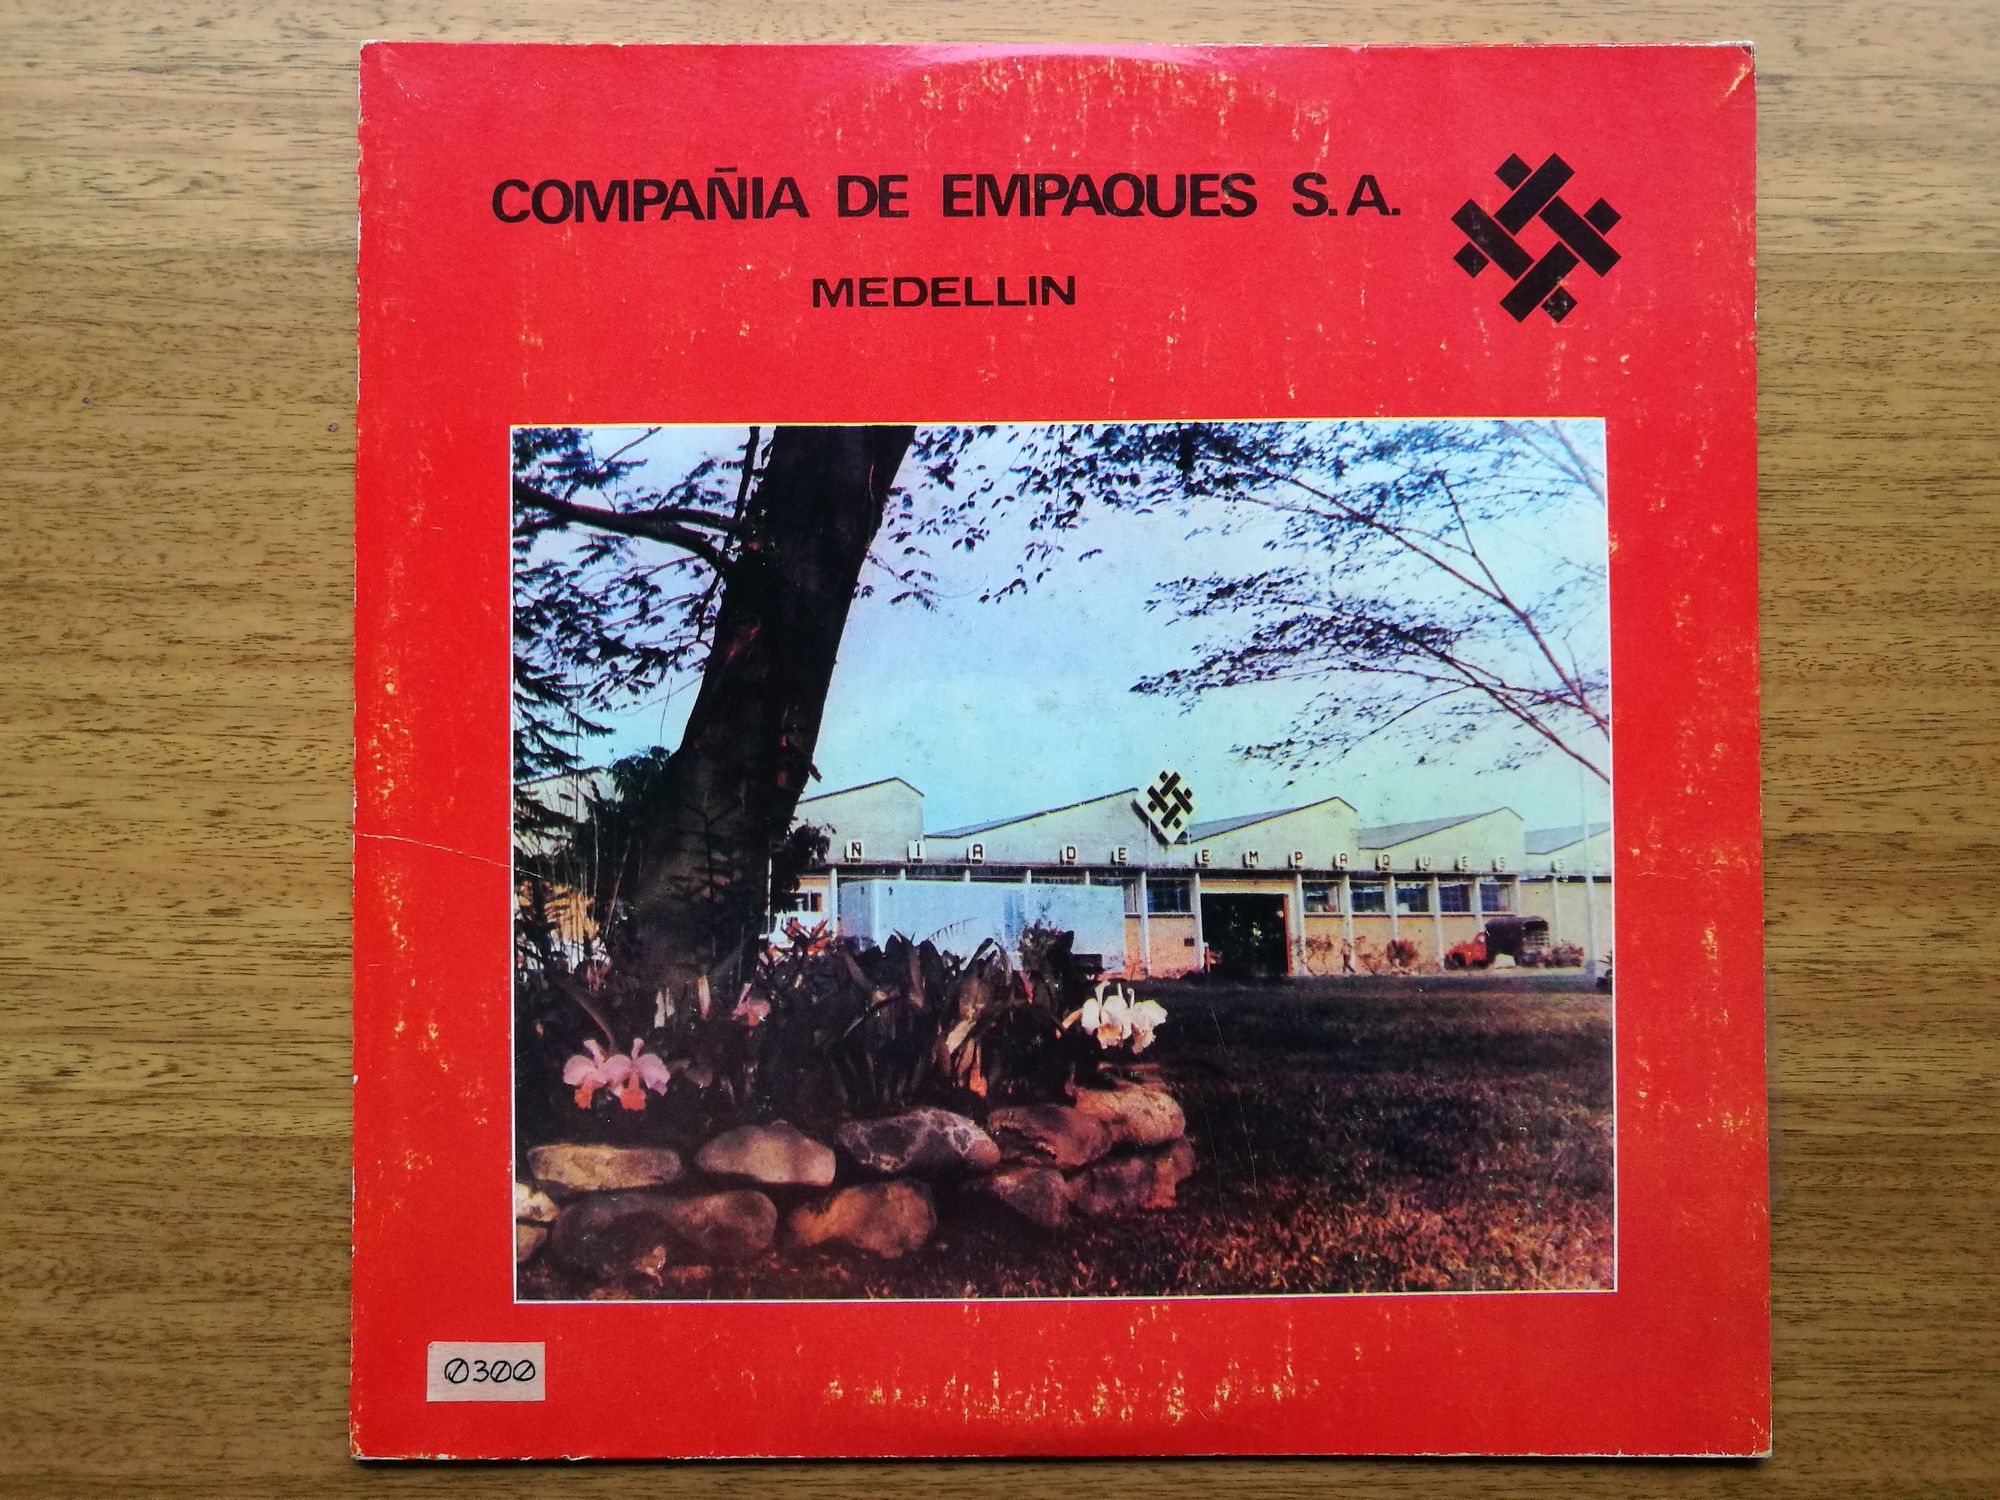 COMPAÑIA DE EMPAQUES S.A.
MEDELLIN
ÑIA DE EMPAQUES S
0300